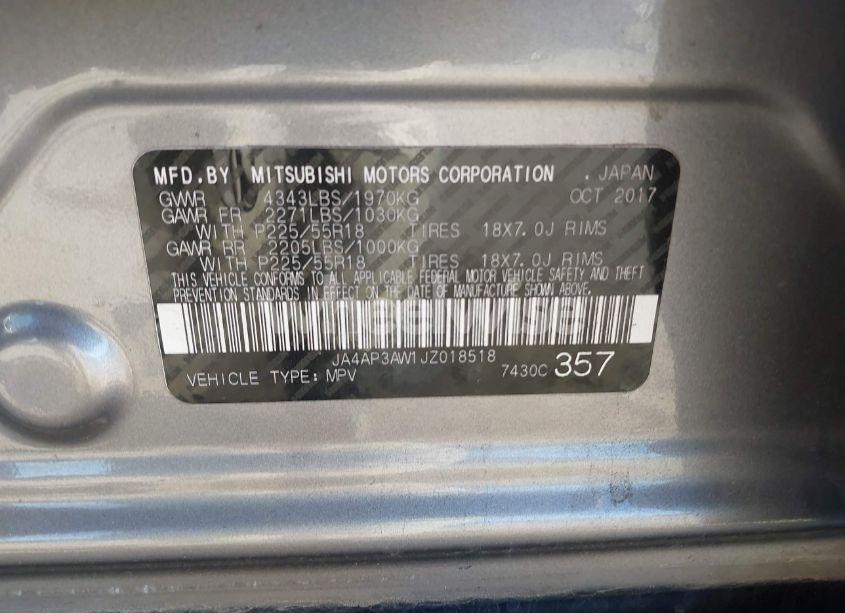 MFD.BY MITSUBISHI MOTORS CORPORATION .JAPAN
GVWR 4343LBS/1970KG OCT 2017
GAWR FR 2271LBS/1030KG
WITH P225/55R18 TIRES 18X7.0J RIMS
GAWR RR 2205LBS/1000KG
WITH P225/55R18 TIRES 18X7.0J RIMS
THIS VEHICLE CONFORMS TO ALL APPLICABLE FEDERAL MOTOR VEHICLE SAFETY AND THEFT
PREVENTION STANDARDS IN EFFECT ON THE DATE OF MANUFACTURE SHOWN ABOVE.
JA4AP3AW1JZ018518
VEHICLE TYPE: MPV 7430C 357